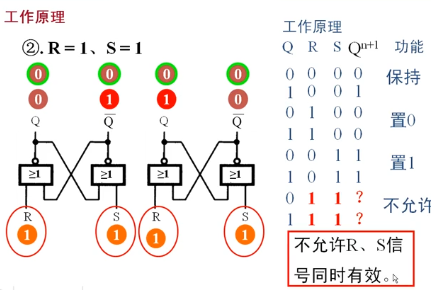 工作原理
②. R = 1、S = 1
0 0 0 0
0 1 1 0
Q Q̅ Q Q̅
≥1 ≥1 ≥1 ≥1
R S R S
1 1 1 1
工作原理
Q R S Qⁿ⁺¹ 功能
0 0 0 0 保持
1 0 0 1
0 1 0 0 置0
1 1 0 0
0 0 1 1 置1
1 0 1 1
0 1 1 ? 不允许
1 1 1 ?
不允许R、S信
号同时有效。